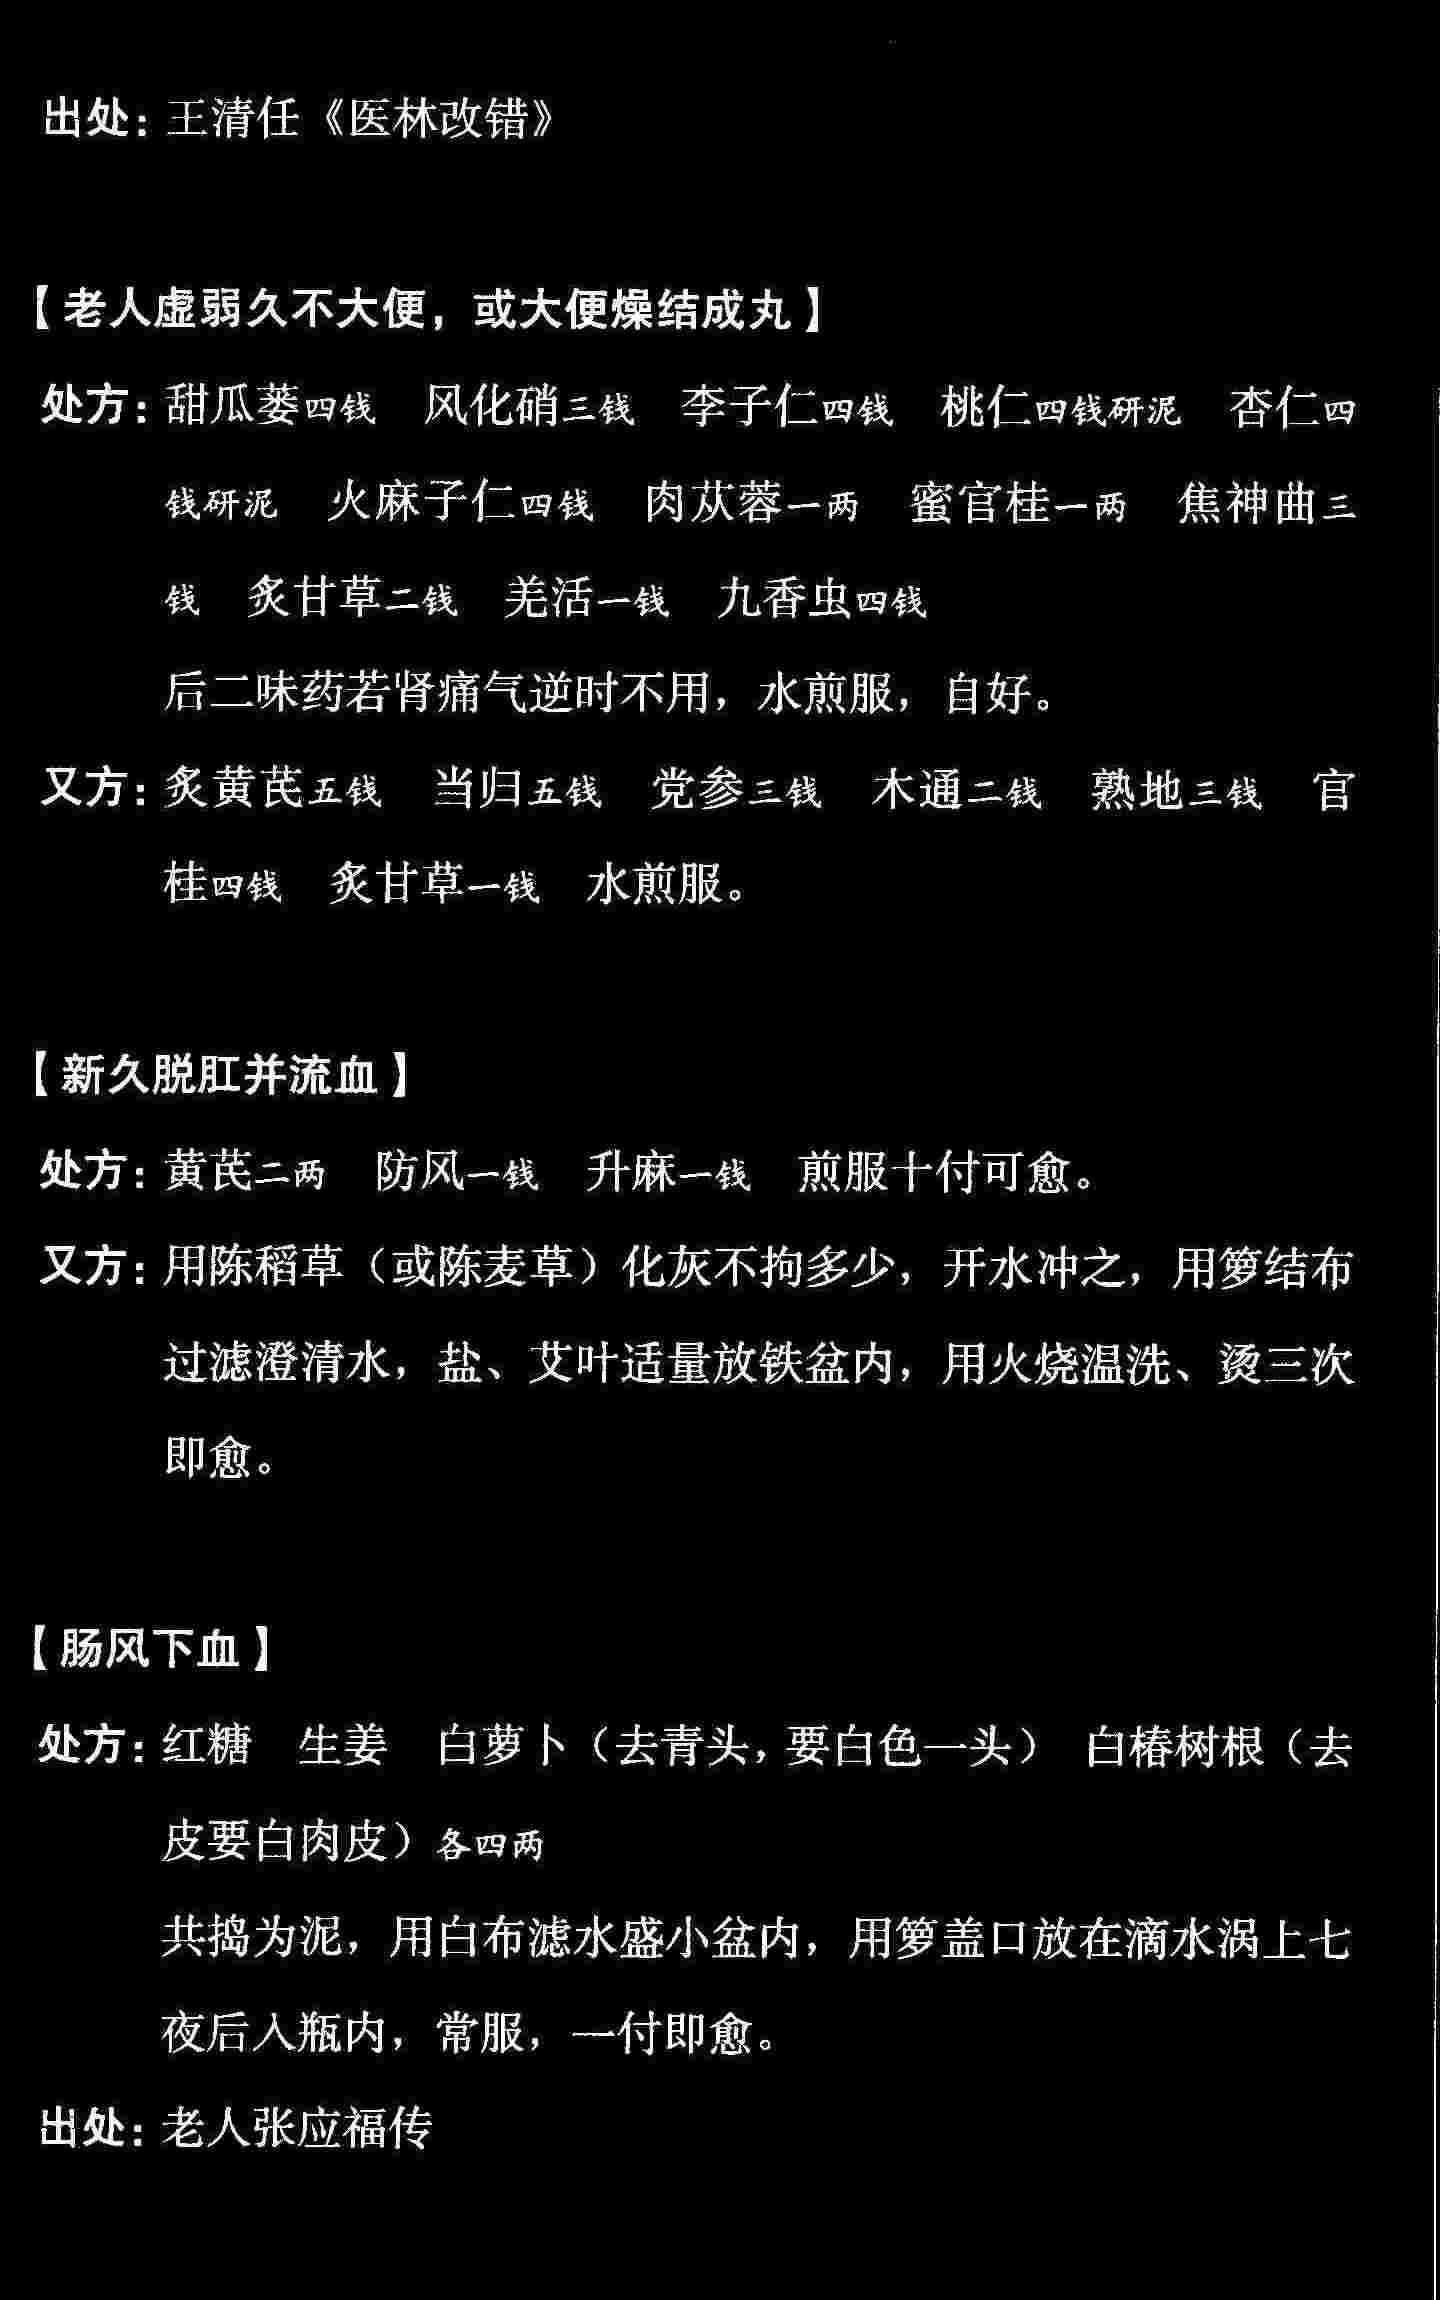 出处：王清任《医林改错》
【老人虚弱久不大便，或大便燥结成丸】
处方：甜瓜蒌四钱 风化硝三钱 李子仁四钱 桃仁四钱研泥 杏仁四
钱研泥 火麻子仁四钱 肉苁蓉一两 蜜官桂一两 焦神曲三
钱 炙甘草二钱 羌活一钱 九香虫四钱
后二味药若肾痛气逆时不用，水煎服，自好。
又方：炙黄芪五钱 当归五钱 党参三钱 木通二钱 熟地三钱 官
桂四钱 炙甘草一钱 水煎服。
【新久脱肛并流血】
处方：黄芪二两 防风一钱 升麻一钱 煎服十付可愈。
又方：用陈稻草（或陈麦草）化灰不拘多少，开水冲之，用箩结布
过滤澄清水，盐、艾叶适量放铁盆内，用火烧温洗、烫三次
即愈。
【肠风下血】
处方：红糖 生姜 白萝卜（去青头，要白色一头） 白椿树根（去
皮要白肉皮）各四两
共捣为泥，用白布滤水盛小盆内，用箩盖口放在滴水涡上七
夜后入瓶内，常服，一付即愈。
出处：老人张应福传